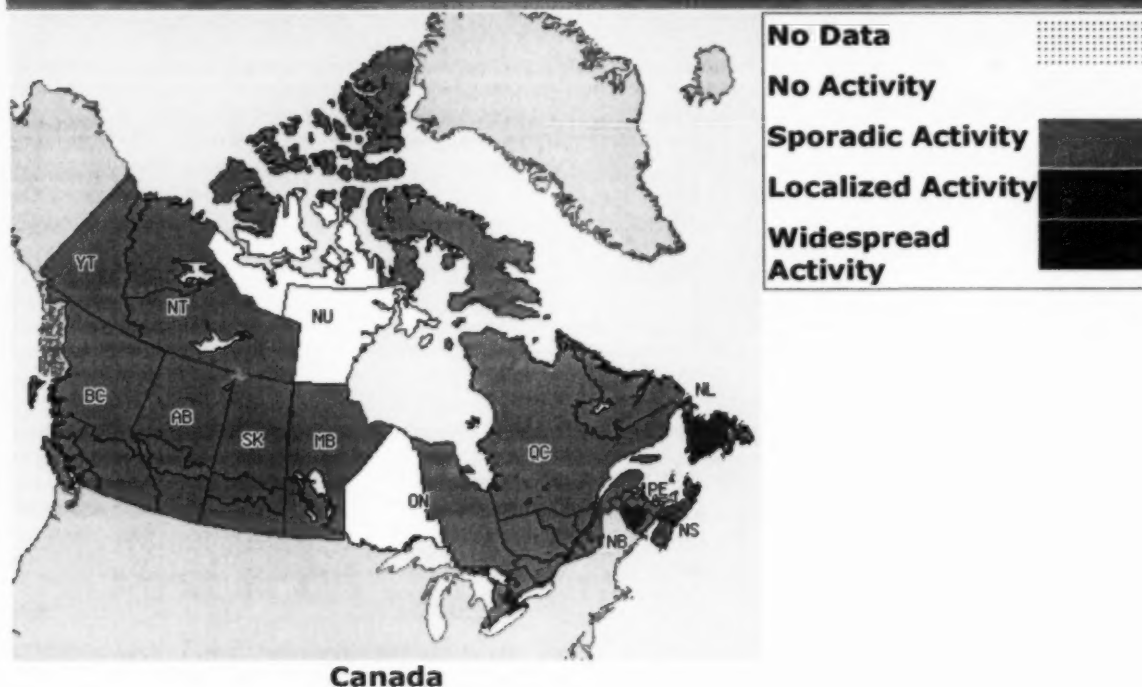 No Data
No Activity
Sporadic Activity
Localized Activity
Widespread
Activity
YT
NT
NU
BC
AB
SK
MB
ON
QC
NL
PE
NB
NS
Canada